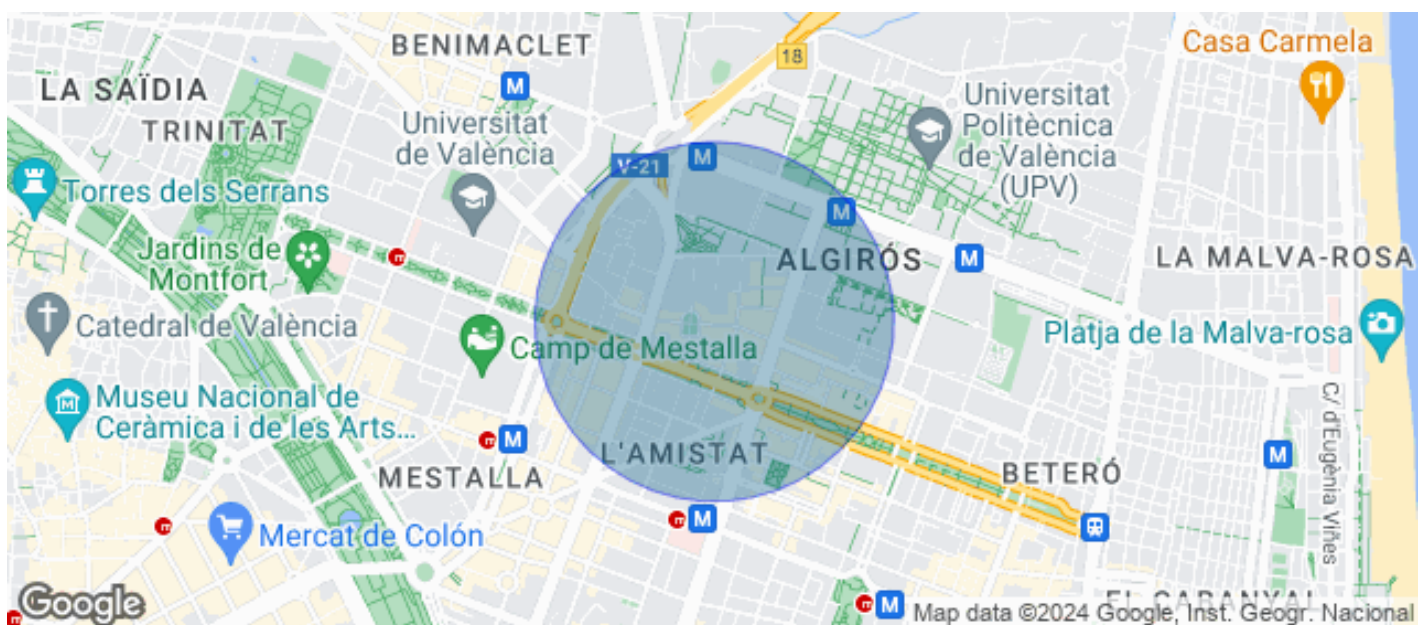 BENIMACLET
18
Casa Carmela
LA SAÏDIA
TRINITAT
Universitat
de València
Universitat
Politècnica
de València
(UPV)
M
M
V-21
Torres dels Serrans
M
Jardins de
Montfort
m
ALGIRÓS
M
LA MALVA-ROSA
Catedral de València
Camp de Mestalla
Platja de la Malva-rosa
Museu Nacional de
Ceràmica i de les Arts...
m
M
L'AMISTAT
MESTALLA
BETERÓ
M
C/ d'Eugènia Viñes
m
Mercat de Colón
m
M
EL CABANYAL
m
M
m
Google
Map data ©2024 Google, Inst. Geogr. Nacional